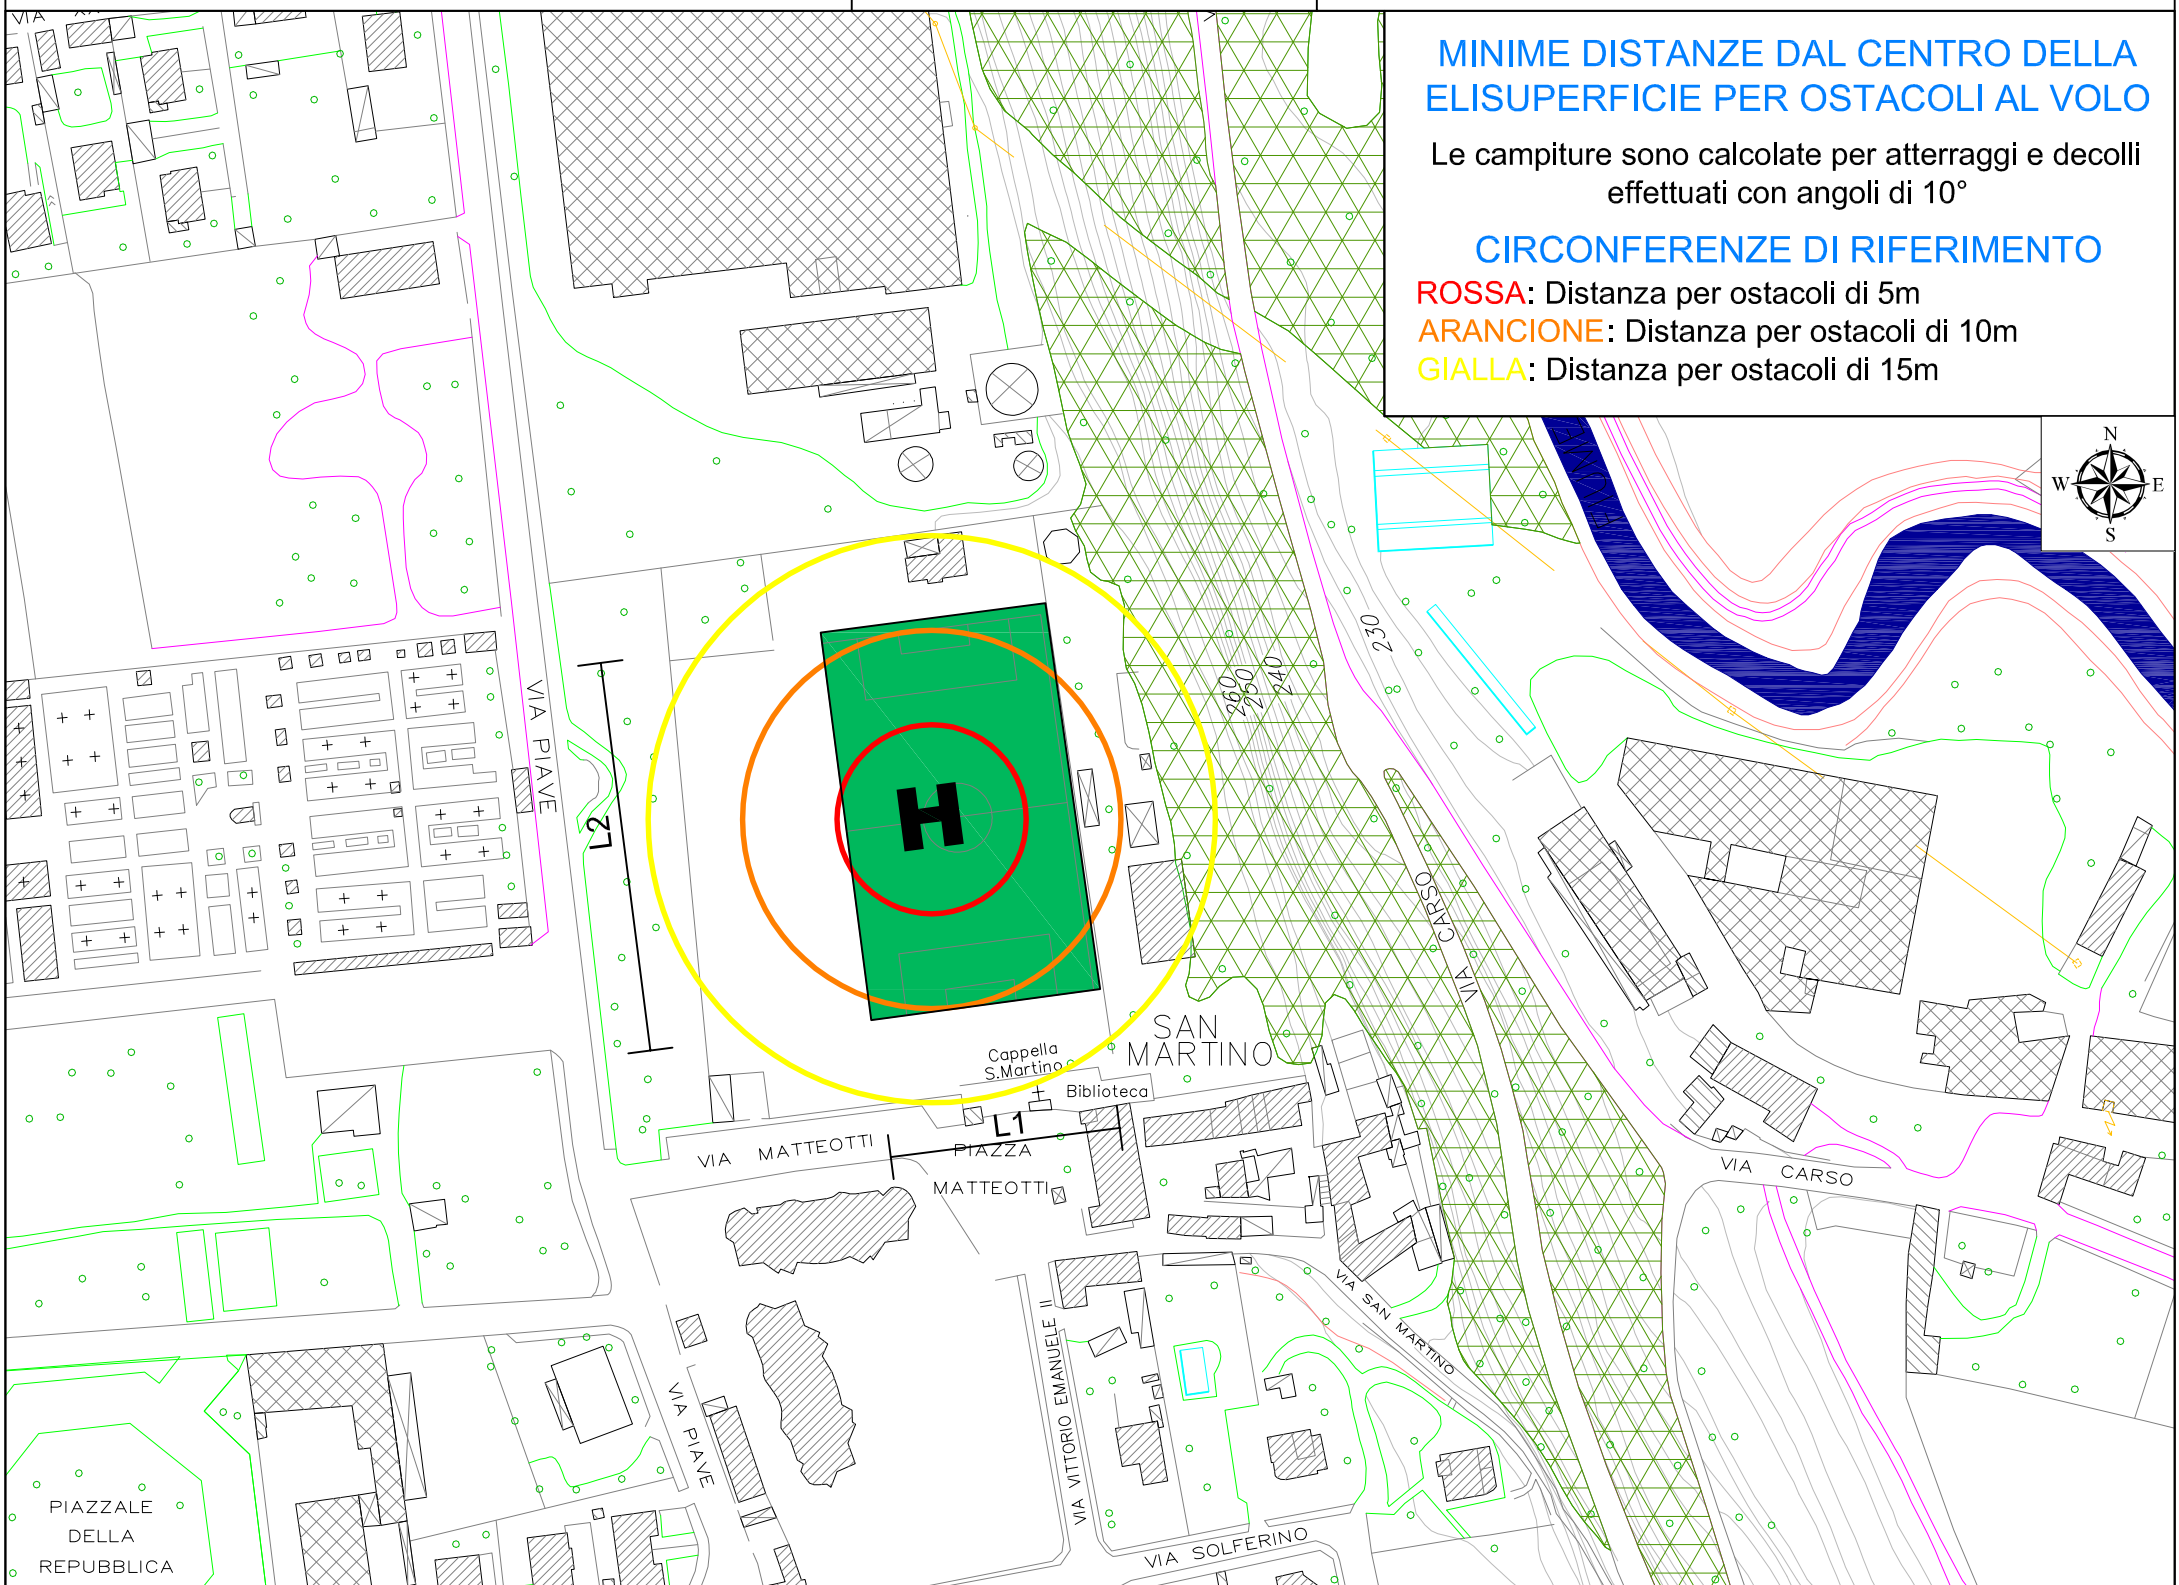 MINIME DISTANZE DAL CENTRO DELLA
ELISUPERFICIE PER OSTACOLI AL VOLO
Le campiture sono calcolate per atterraggi e decolli
effettuati con angoli di 10°
CIRCONFERENZE DI RIFERIMENTO
ROSSA: Distanza per ostacoli di 5m
ARANCIONE: Distanza per ostacoli di 10m
GIALLA: Distanza per ostacoli di 15m
N
W E
S
VIA
230
240
250
260
VIA PIAVE
L2
H
VIA CARSO
SAN
MARTINO
Cappella
S.Martino
Biblioteca
L1
VIA MATTEOTTI
PIAZZA
MATTEOTTI
VIA CARSO
VIA SAN MARTINO
VIA VITTORIO EMANUELE II
VIA PIAVE
PIAZZALE
DELLA
REPUBBLICA
VIA SOLFERINO